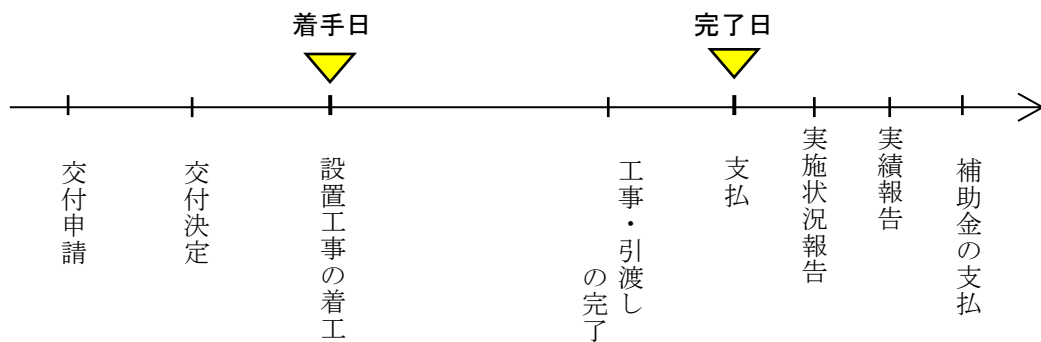 着手日
完了日
交付申請
交付決定
設置工事の着工
工事・引渡し
の完了
支払
実施状況報告
実績報告
補助金の支払